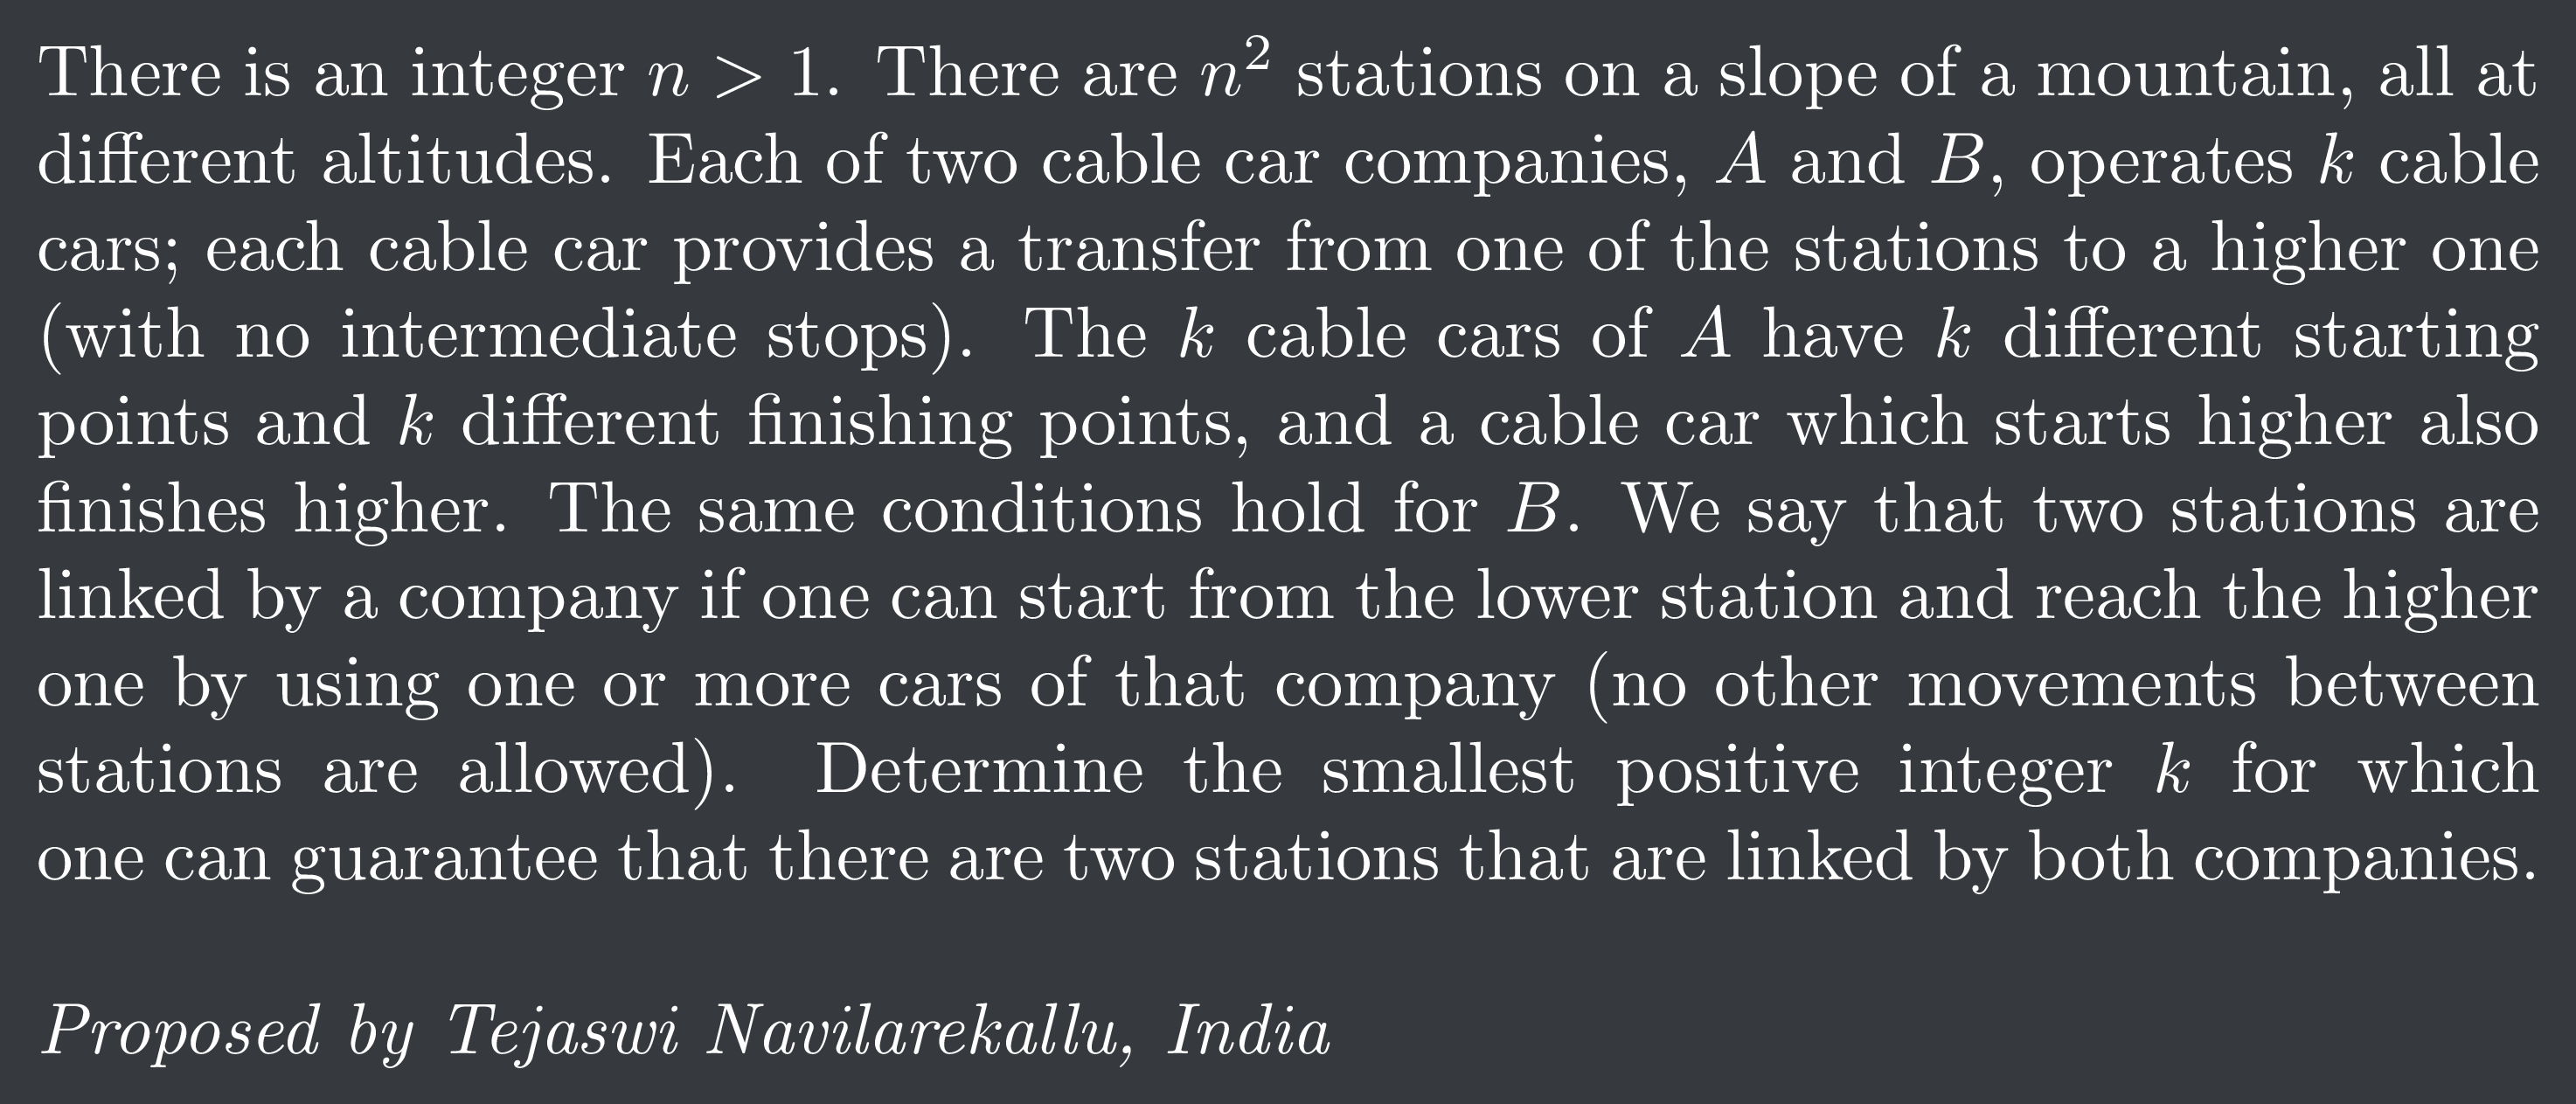 There is an integer n > 1. There are n² stations on a slope of a mountain, all at
different altitudes. Each of two cable car companies, A and B, operates k cable
cars; each cable car provides a transfer from one of the stations to a higher one
(with no intermediate stops). The k cable cars of A have k different starting
points and k different finishing points, and a cable car which starts higher also
finishes higher. The same conditions hold for B. We say that two stations are
linked by a company if one can start from the lower station and reach the higher
one by using one or more cars of that company (no other movements between
stations are allowed). Determine the smallest positive integer k for which
one can guarantee that there are two stations that are linked by both companies.
Proposed by Tejaswi Navilarekallu, India